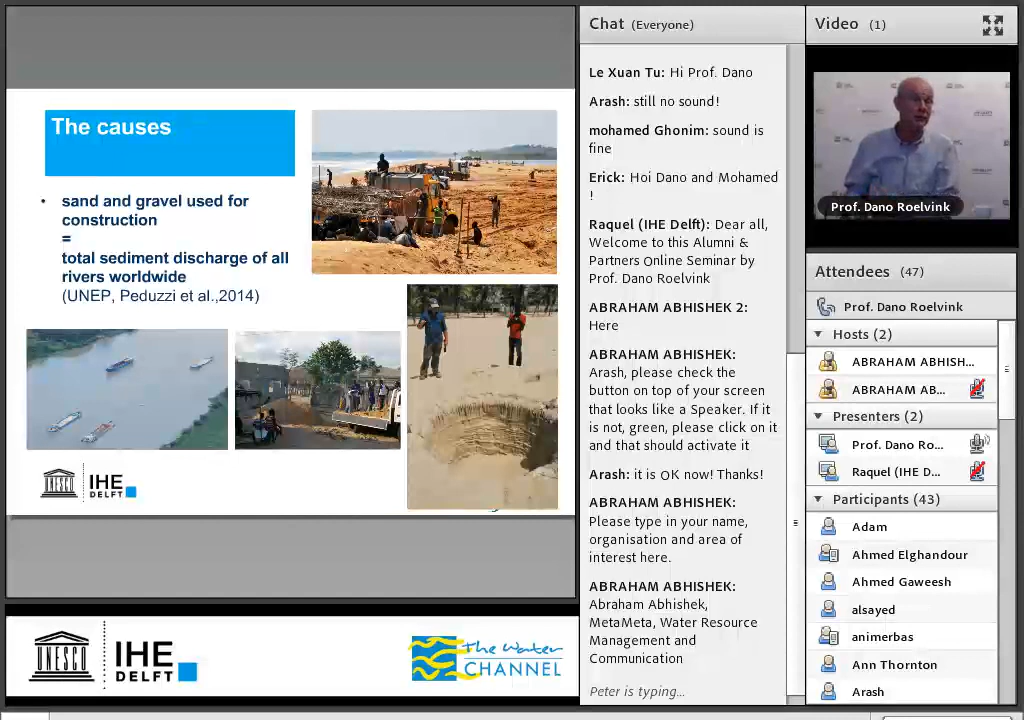 The causes
• sand and gravel used for
construction
=
total sediment discharge of all
rivers worldwide
(UNEP, Peduzzi et al.,2014)
UNESCO
IHE
DELFT
UNESCO
IHE
DELFT
The Water
CHANNEL
Chat (Everyone)
Le Xuan Tu: Hi Prof. Dano
Arash: still no sound!
mohamed Ghonim: sound is
fine
Erick: Hoi Dano and Mohamed
!
Raquel (IHE Delft): Dear all,
Welcome to this Alumni &
Partners Online Seminar by
Prof. Dano Roelvink
ABRAHAM ABHISHEK 2:
Here
ABRAHAM ABHISHEK:
Arash, please check the
button on top of your screen
that looks like a Speaker. If it
is not, green, please click on it
and that should activate it
Arash: it is OK now! Thanks!
ABRAHAM ABHISHEK:
Please type in your name,
organisation and area of
interest here.
ABRAHAM ABHISHEK:
Abraham Abhishek,
MetaMeta, Water Resource
Management and
Communication
Peter is typing...
Video (1)
Prof. Dano Roelvink
Attendees (47)
Prof. Dano Roelvink
Hosts (2)
ABRAHAM ABHISH...
ABRAHAM AB...
Presenters (2)
Prof. Dano Ro...
Raquel (IHE D...
Participants (43)
Adam
Ahmed Elghandour
Ahmed Gaweesh
alsayed
animerbas
Ann Thornton
Arash